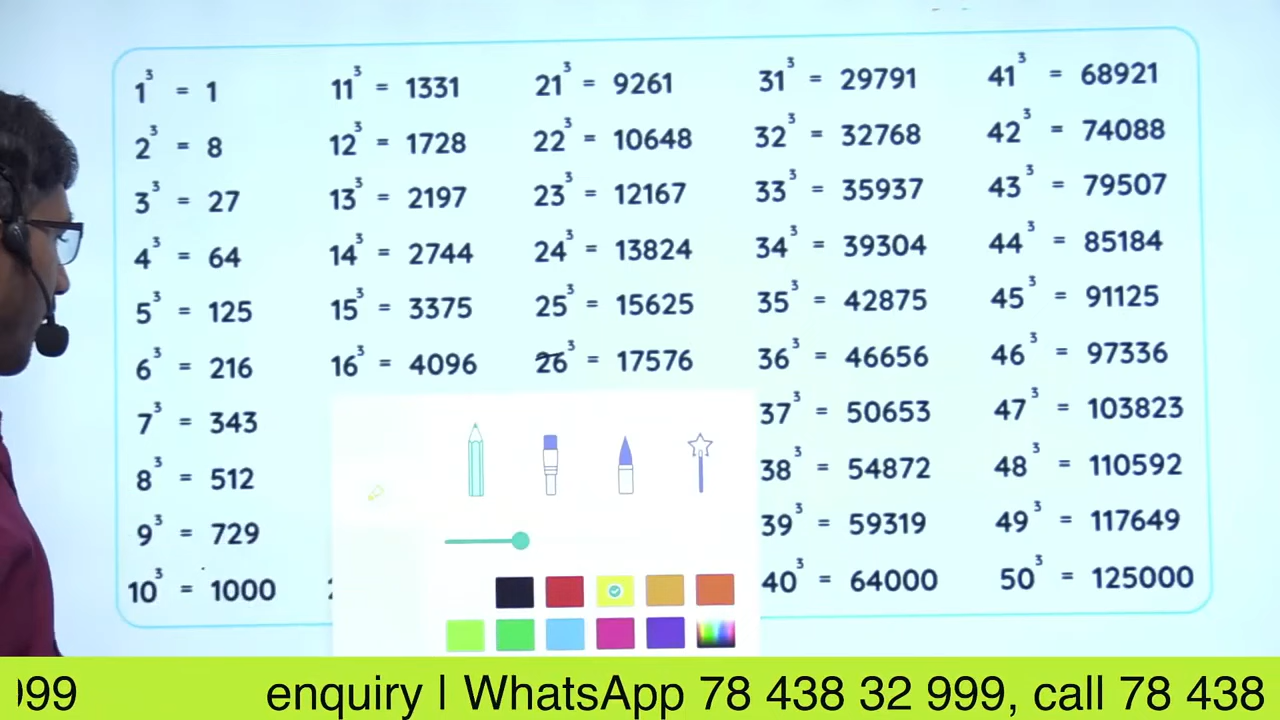 1³ = 1
2³ = 8
3³ = 27
4³ = 64
5³ = 125
6³ = 216
7³ = 343
8³ = 512
9³ = 729
10³ = 1000
11³ = 1331
12³ = 1728
13³ = 2197
14³ = 2744
15³ = 3375
16³ = 4096
21³ = 9261
22³ = 10648
23³ = 12167
24³ = 13824
25³ = 15625
26³ = 17576
31³ = 29791
32³ = 32768
33³ = 35937
34³ = 39304
35³ = 42875
36³ = 46656
37³ = 50653
38³ = 54872
39³ = 59319
40³ = 64000
41³ = 68921
42³ = 74088
43³ = 79507
44³ = 85184
45³ = 91125
46³ = 97336
47³ = 103823
48³ = 110592
49³ = 117649
50³ = 125000
99 enquiry | WhatsApp 78 438 32 999, call 78 438